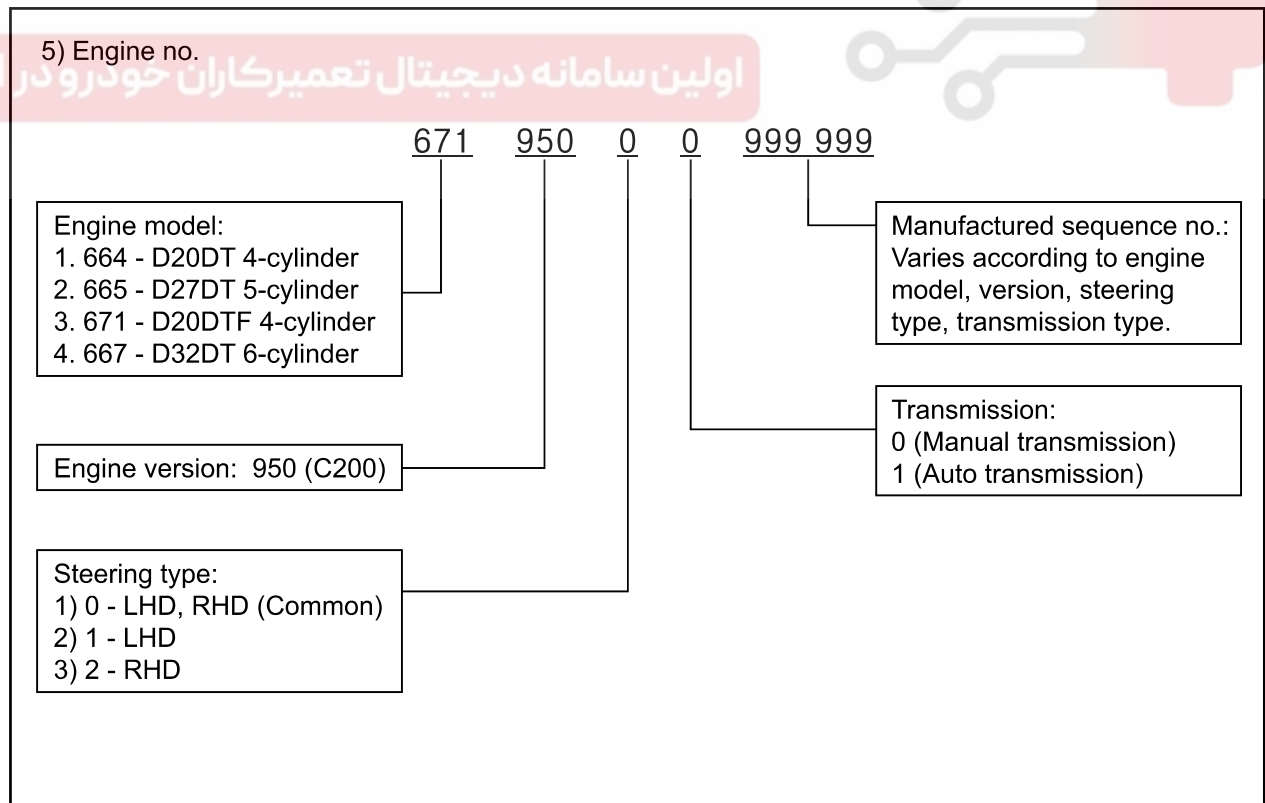 5) Engine no.
اولین سامانه دیجیتال تعمیرکاران خودرو در
671 950 0 0 999 999
Engine model:
1. 664 - D20DT 4-cylinder
2. 665 - D27DT 5-cylinder
3. 671 - D20DTF 4-cylinder
4. 667 - D32DT 6-cylinder
Manufactured sequence no.:
Varies according to engine
model, version, steering
type, transmission type.
Transmission:
0 (Manual transmission)
1 (Auto transmission)
Engine version: 950 (C200)
Steering type:
1) 0 - LHD, RHD (Common)
2) 1 - LHD
3) 2 - RHD